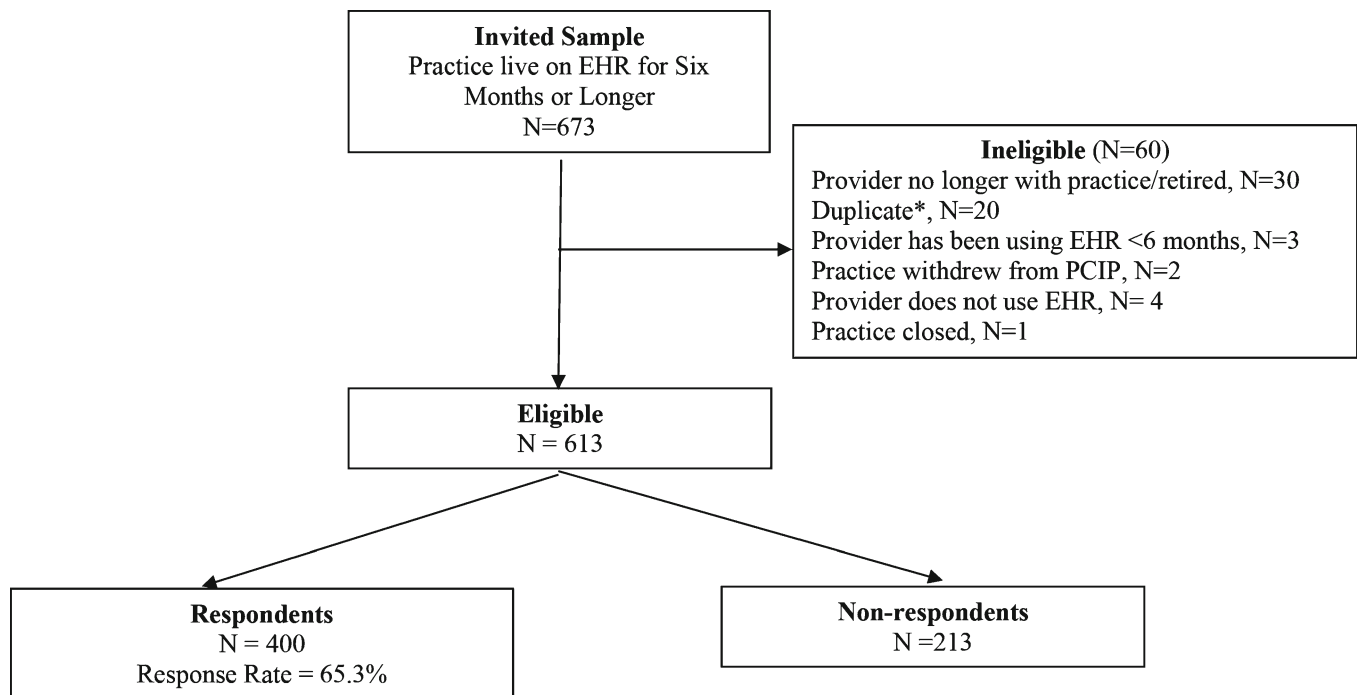 Invited Sample
Practice live on EHR for Six
Months or Longer
N=673
Ineligible (N=60)
Provider no longer with practice/retired, N=30
Duplicate*, N=20
Provider has been using EHR <6 months, N=3
Practice withdrew from PCIP, N=2
Provider does not use EHR, N= 4
Practice closed, N=1
Eligible
N = 613
Respondents
N = 400
Response Rate = 65.3%
Non-respondents
N =213